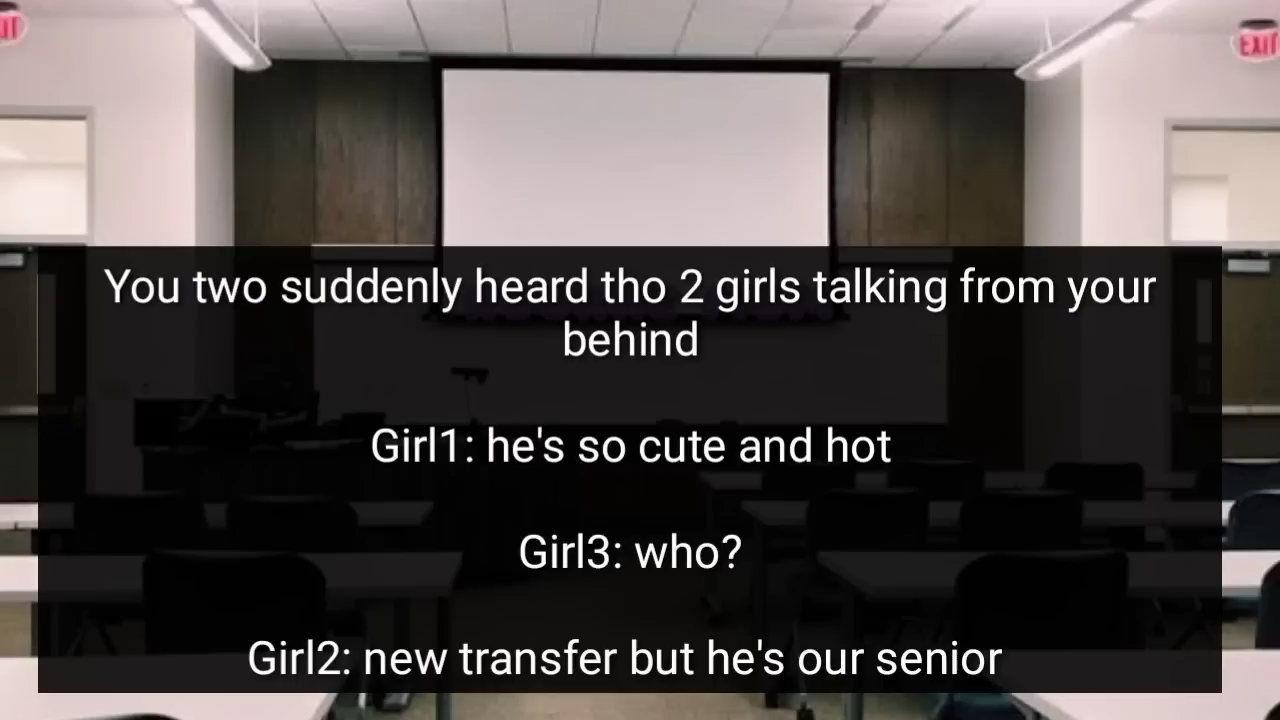 EXIT
You two suddenly heard tho 2 girls talking from your
behind
Girl1: he's so cute and hot
Girl3: who?
Girl2: new transfer but he's our senior